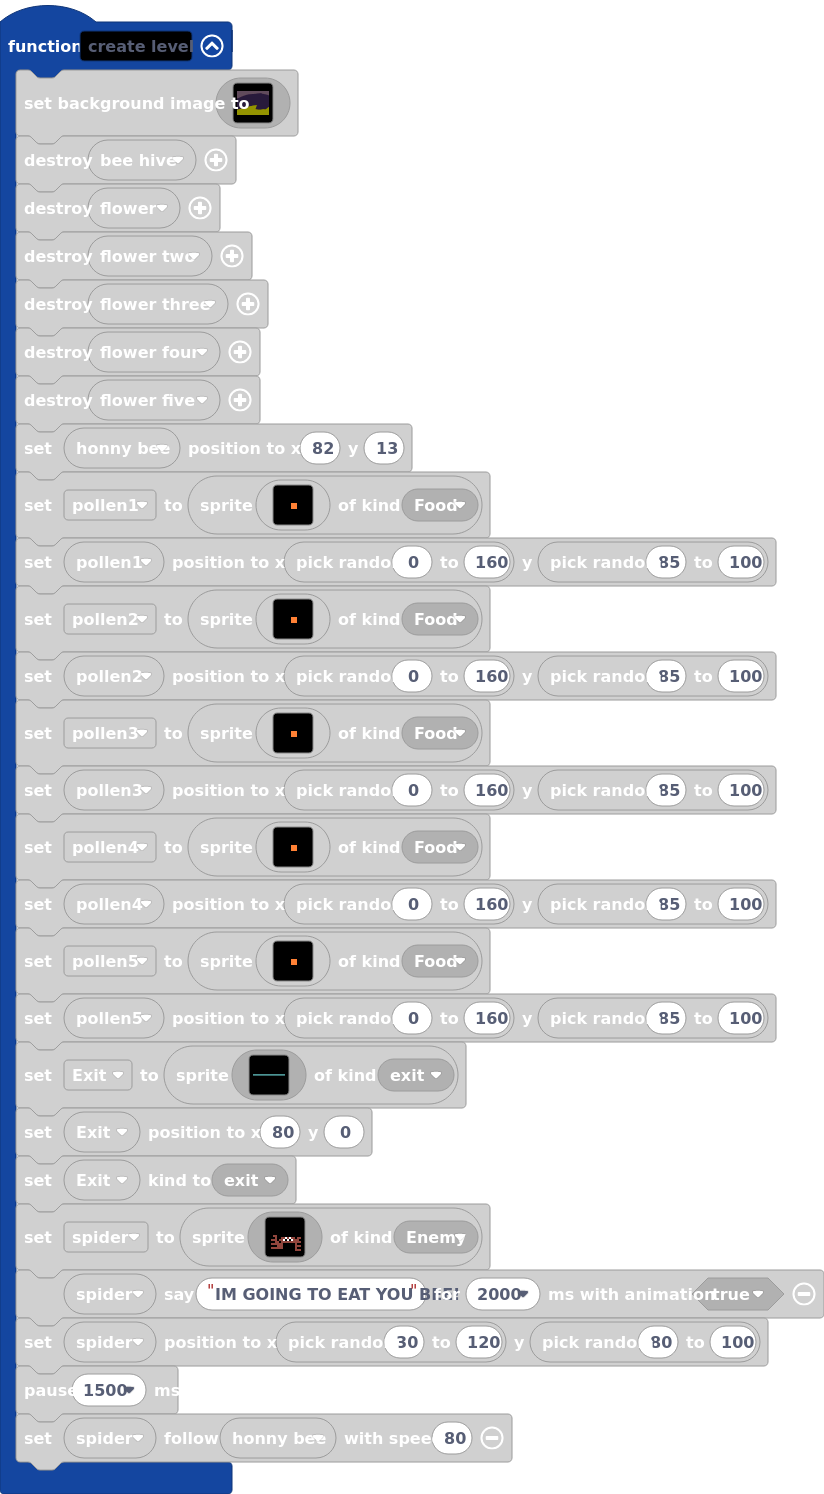 function create level
set background image to
destroy bee hive
destroy flower
destroy flower two
destroy flower three
destroy flower four
destroy flower five
set honny bee position to x 82 y 13
set pollen1 to sprite of kind Food
set pollen1 position to x pick rando 0 to 160 y pick rando 85 to 100
set pollen2 to sprite of kind Food
set pollen2 position to x pick rando 0 to 160 y pick rando 85 to 100
set pollen3 to sprite of kind Food
set pollen3 position to x pick rando 0 to 160 y pick rando 85 to 100
set pollen4 to sprite of kind Food
set pollen4 position to x pick rando 0 to 160 y pick rando 85 to 100
set pollen5 to sprite of kind Food
set pollen5 position to x pick rando 0 to 160 y pick rando 85 to 100
set Exit to sprite of kind exit
set Exit position to x 80 y 0
set Exit kind to exit
set spider to sprite of kind Enemy
spider say "IM GOING TO EAT YOU BEE!" for 2000 ms with animation true
set spider position to x pick rando 30 to 120 y pick rando 80 to 100
pause 1500 ms
set spider follow honny bee with spee 80